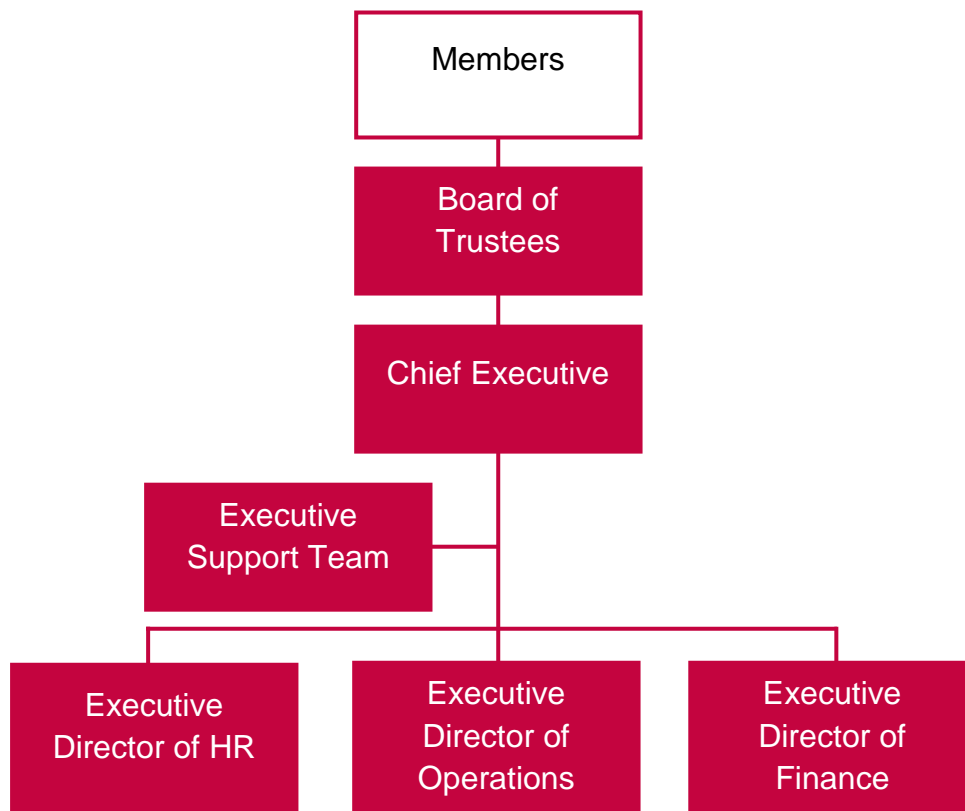 Members
Board of
Trustees
Chief Executive
Executive
Support Team
Executive
Director of HR
Executive
Director of
Operations
Executive
Director of
Finance